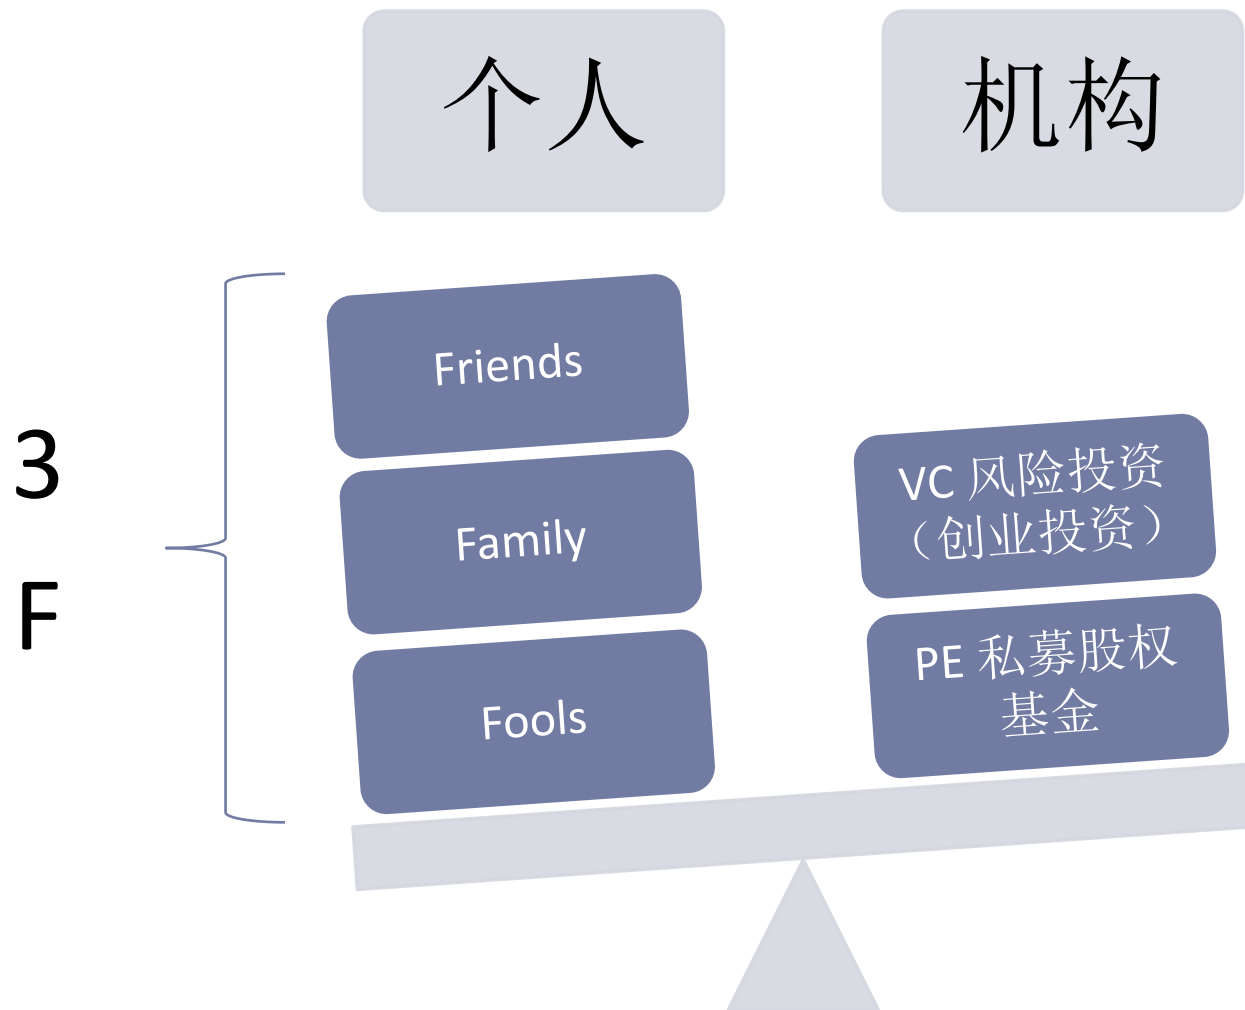 个人
机构
3
F
Friends
Family
Fools
VC 风险投资
（创业投资）
PE 私募股权
基金